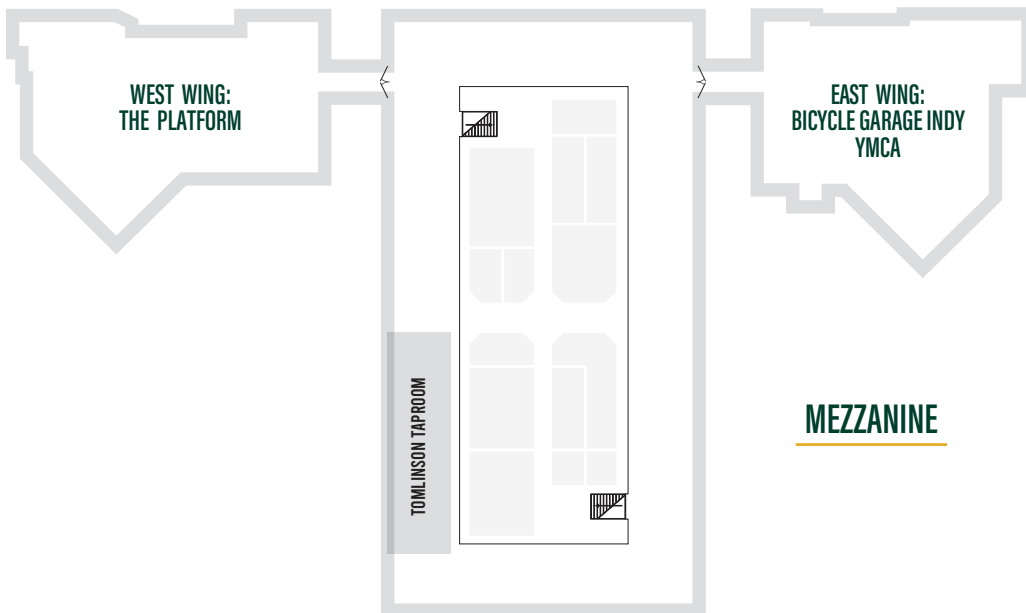 WEST WING:
THE PLATFORM
EAST WING:
BICYCLE GARAGE INDY
YMCA
TOMLINSON TAPROOM
MEZZANINE